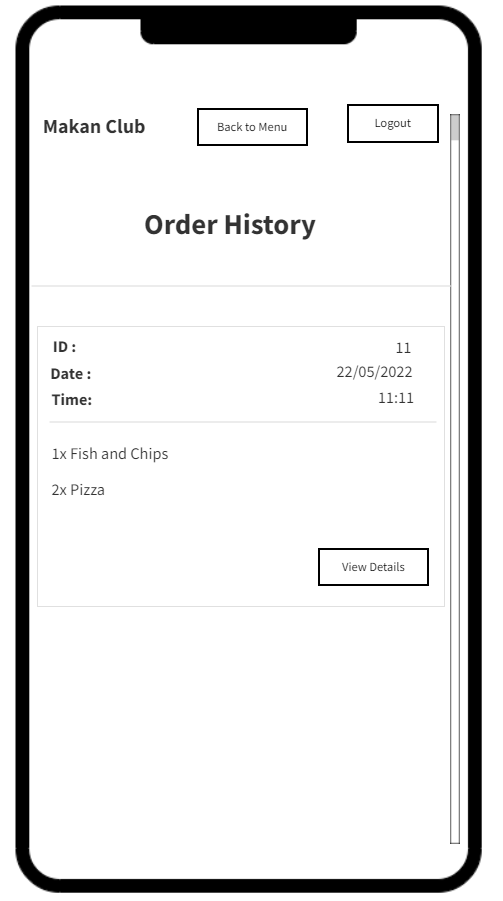 Makan Club
Back to Menu
Logout
Order History
ID : 11
Date : 22/05/2022
Time: 11:11
1x Fish and Chips
2x Pizza
View Details